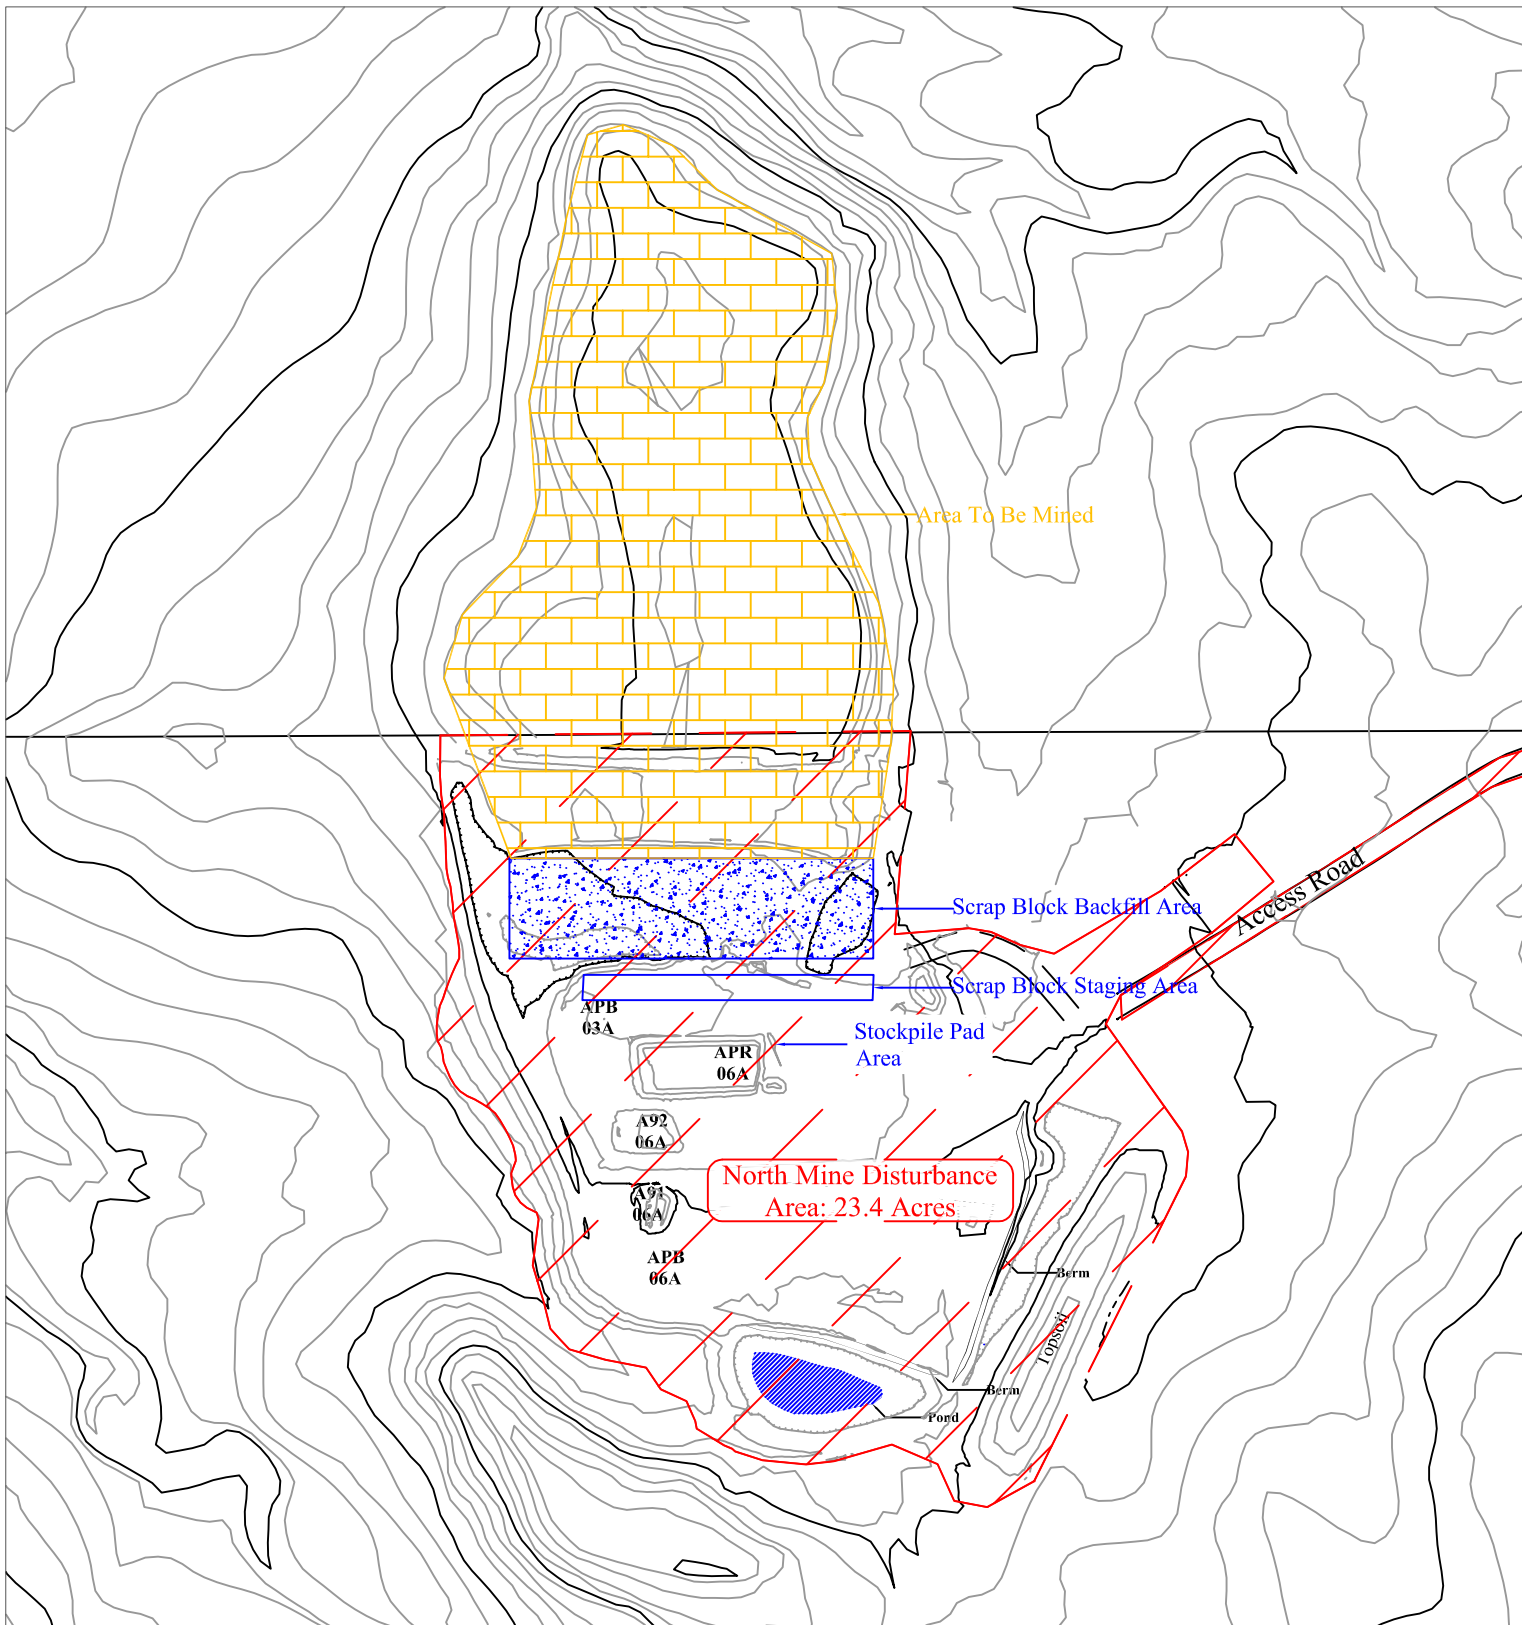 Area To Be Mined
Access Road
Scrap Block Backfill Area
Scrap Block Staging Area
APB
03A
Stockpile Pad
Area
APR
06A
A92
06A
North Mine Disturbance
Area: 23.4 Acres
A91
06A
APB
06A
Berm
Topsoil
Berm
Pond